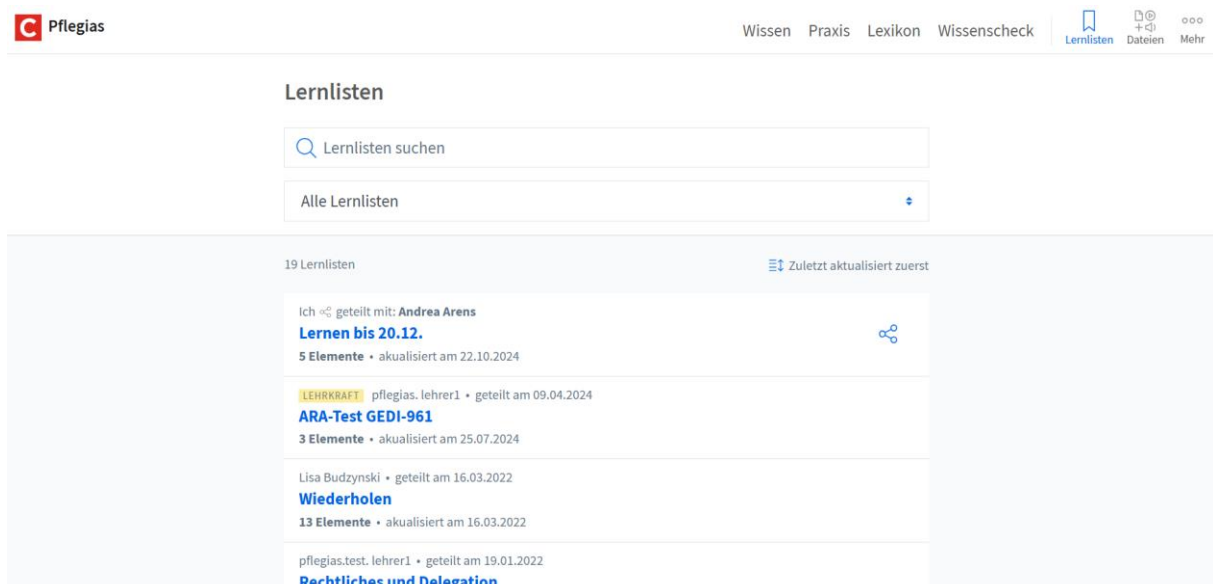 C Pflegias
Wissen Praxis Lexikon Wissenscheck Lernlisten Dateien Mehr
Lernlisten
Lernlisten suchen
Alle Lernlisten
19 Lernlisten
Zuletzt aktualisiert zuerst
Ich geteilt mit: Andrea Arens
Lernen bis 20.12.
5 Elemente • akualisiert am 22.10.2024
LEHRKRAFT pflegias. lehrer1 • geteilt am 09.04.2024
ARA-Test GEDI-961
3 Elemente • akualisiert am 25.07.2024
Lisa Budzynski • geteilt am 16.03.2022
Wiederholen
13 Elemente • akualisiert am 16.03.2022
pflegias.test. lehrer1 • geteilt am 19.01.2022
Rechtliches und Delegation